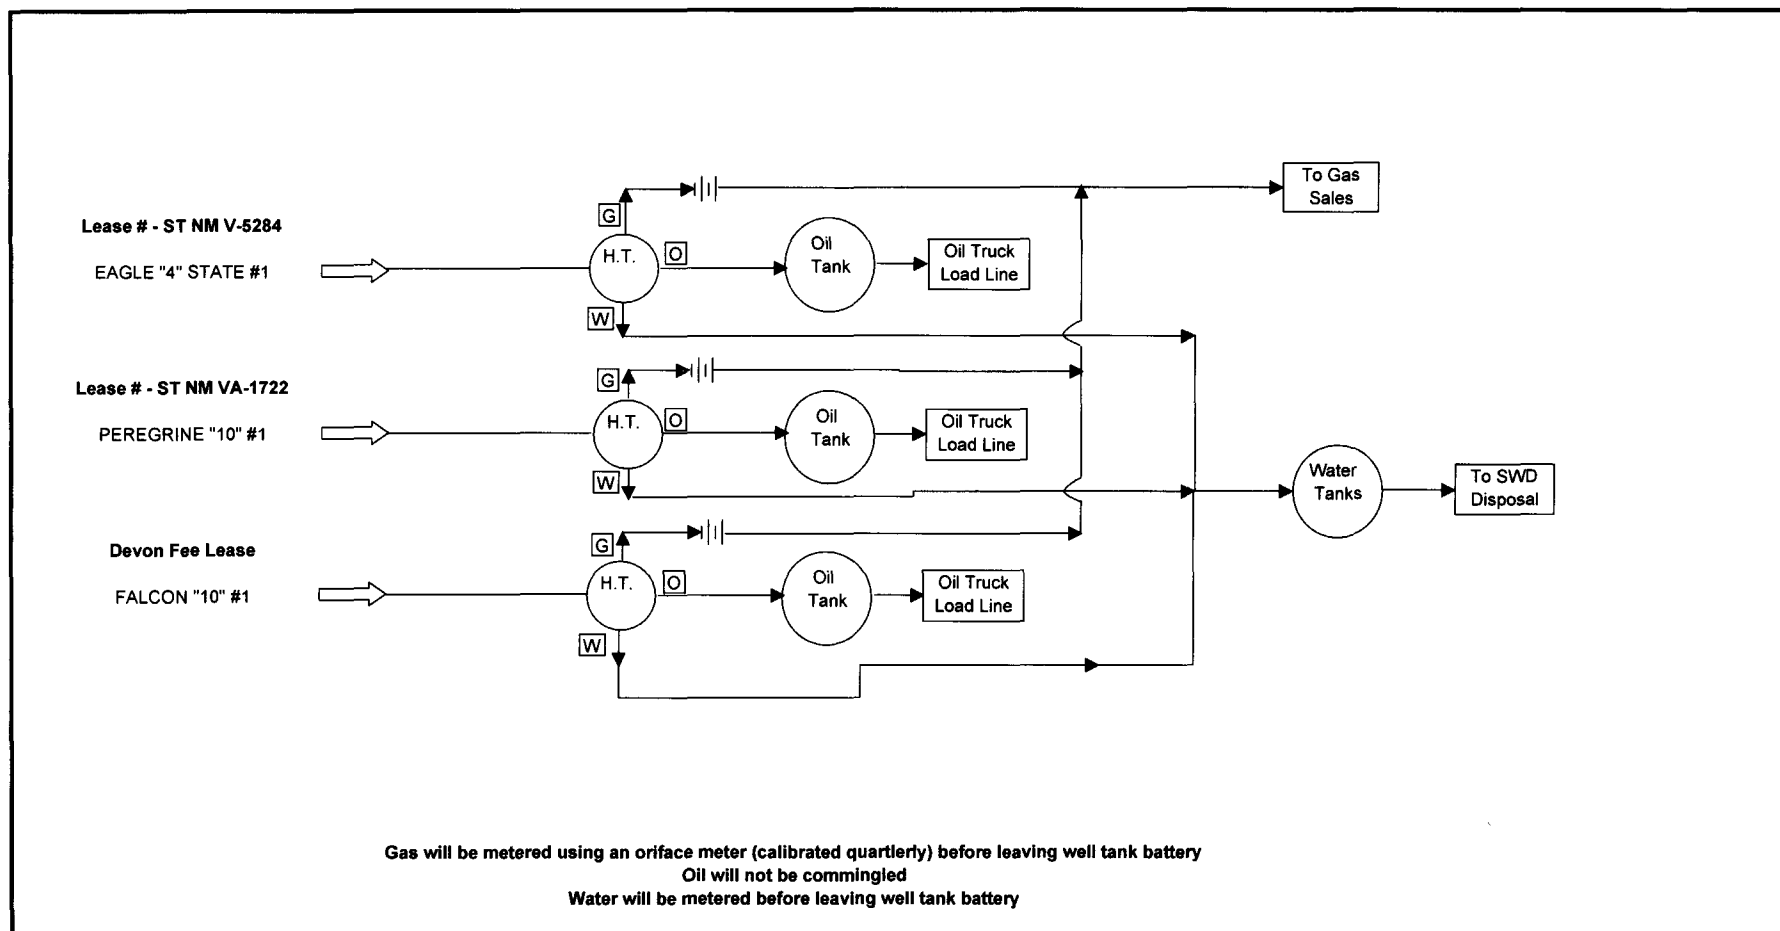 To Gas
Sales
Lease # - ST NM V-5284
EAGLE "4" STATE #1
G
H.T.
O
W
Oil
Tank
Oil Truck
Load Line
Lease # - ST NM VA-1722
PEREGRINE "10" #1
G
H.T.
O
W
Oil
Tank
Oil Truck
Load Line
Water
Tanks
To SWD
Disposal
Devon Fee Lease
FALCON "10" #1
G
H.T.
O
W
Oil
Tank
Oil Truck
Load Line
Gas will be metered using an oriface meter (calibrated quartlerly) before leaving well tank battery
Oil will not be commingled
Water will be metered before leaving well tank battery